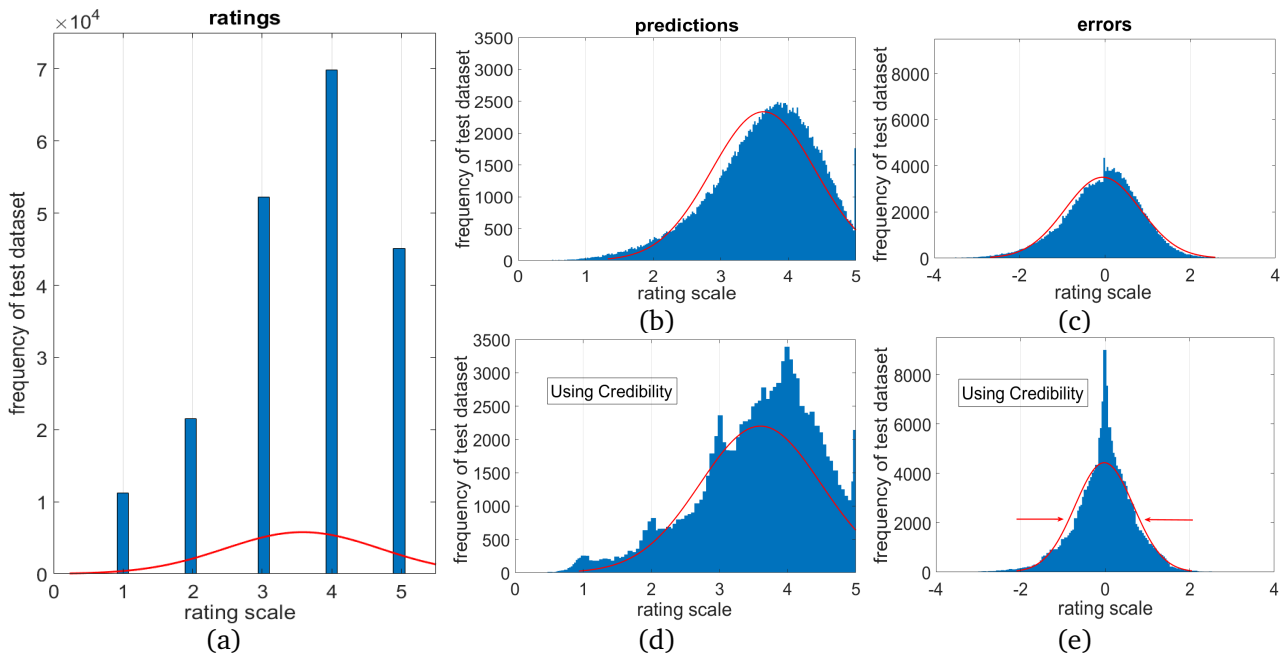 ratings
×10^4
7
6
5
4
3
2
1
0
0 1 2 3 4 5
frequency of test dataset
rating scale
(a)
predictions
3500
3000
2500
2000
1500
1000
500
0
0 1 2 3 4 5
frequency of test dataset
rating scale
(b)
errors
8000
6000
4000
2000
0
-4 -2 0 2 4
frequency of test dataset
rating scale
(c)
3500
3000
2500
2000
1500
1000
500
0
0 1 2 3 4 5
Using Credibility
frequency of test dataset
rating scale
(d)
8000
6000
4000
2000
0
-4 -2 0 2 4
Using Credibility
frequency of test dataset
rating scale
(e)